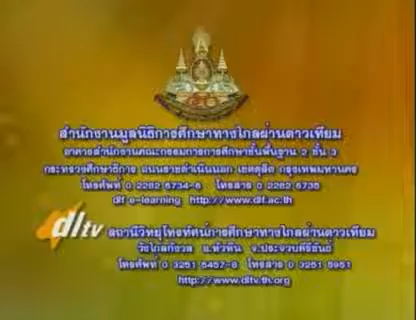 สำนักงานมูลนิธิการศึกษาทางไกลผ่านดาวเทียม
อาคารสำนักงานคณะกรรมการการศึกษาขั้นพื้นฐาน 2 ชั้น 3
กระทรวงศึกษาธิการ ถนนราชดำเนินนอก เขตดุสิต กรุงเทพมหานคร
โทรศัพท์ 0 2282 6734-6 โทรสาร 0 2282 6735
dlf e-learning http://www.dlf.ac.th
dltv สถานีวิทยุโทรทัศน์การศึกษาทางไกลผ่านดาวเทียม
วังไกลกังวล อ.หัวหิน จ.ประจวบคีรีขันธ์
โทรศัพท์ 0 3251 5457-8 โทรสาร 0 3251 5951
http://www.dltv.th.org